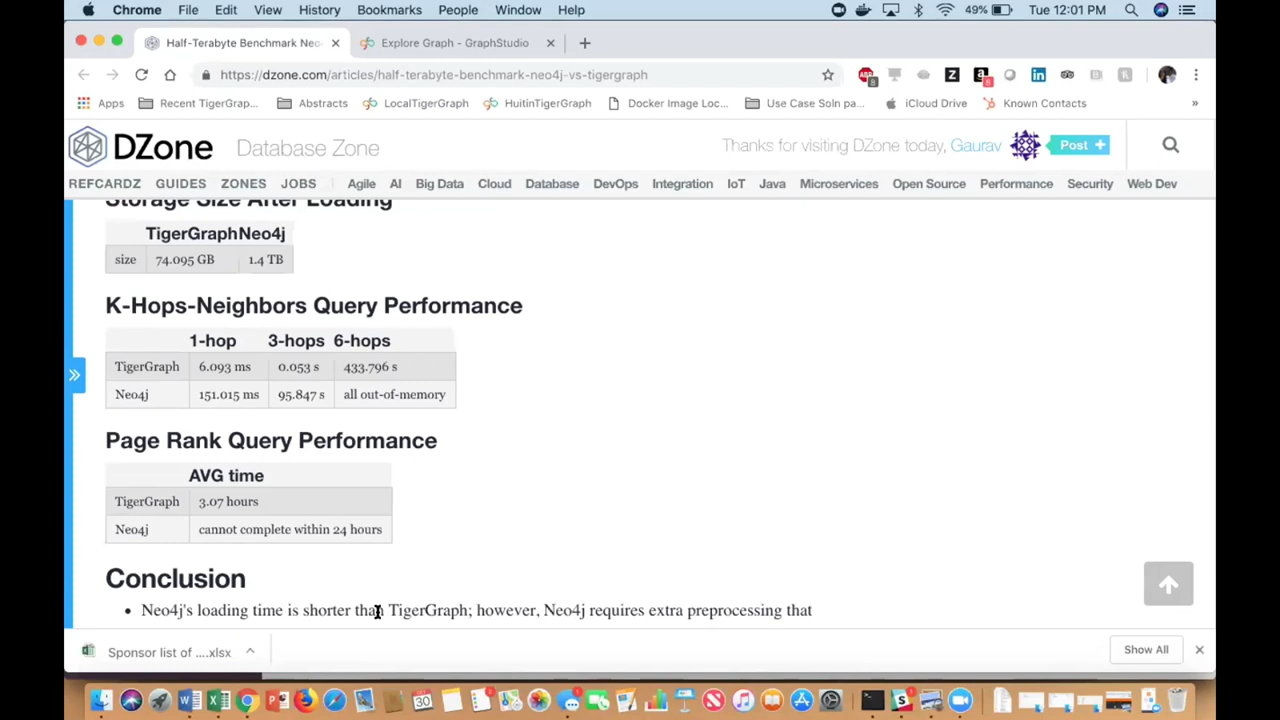 Chrome File Edit View History Bookmarks People Window Help 49% Tue 12:01 PM
Half-Terabyte Benchmark Neo Explore Graph - GraphStudio
https://dzone.com/articles/half-terabyte-benchmark-neo4j-vs-tigergraph
Apps Recent TigerGrap... Abstracts LocalTigerGraph HuitinTigerGraph Docker Image Loc... Use Case Soln pa... iCloud Drive Known Contacts »
DZone Database Zone Thanks for visiting DZone today, Gaurav Post +
REFCARDZ GUIDES ZONES JOBS Agile AI Big Data Cloud Database DevOps Integration IoT Java Microservices Open Source Performance Security Web Dev
Storage Size After Loading
TigerGraph Neo4j
size 74.095 GB 1.4 TB
K-Hops-Neighbors Query Performance
1-hop 3-hops 6-hops
TigerGraph 6.093 ms 0.053 s 433.796 s
Neo4j 151.015 ms 95.847 s all out-of-memory
Page Rank Query Performance
AVG time
TigerGraph 3.07 hours
Neo4j cannot complete within 24 hours
Conclusion
• Neo4j's loading time is shorter than TigerGraph; however, Neo4j requires extra preprocessing that
Sponsor list of ....xlsx Show All